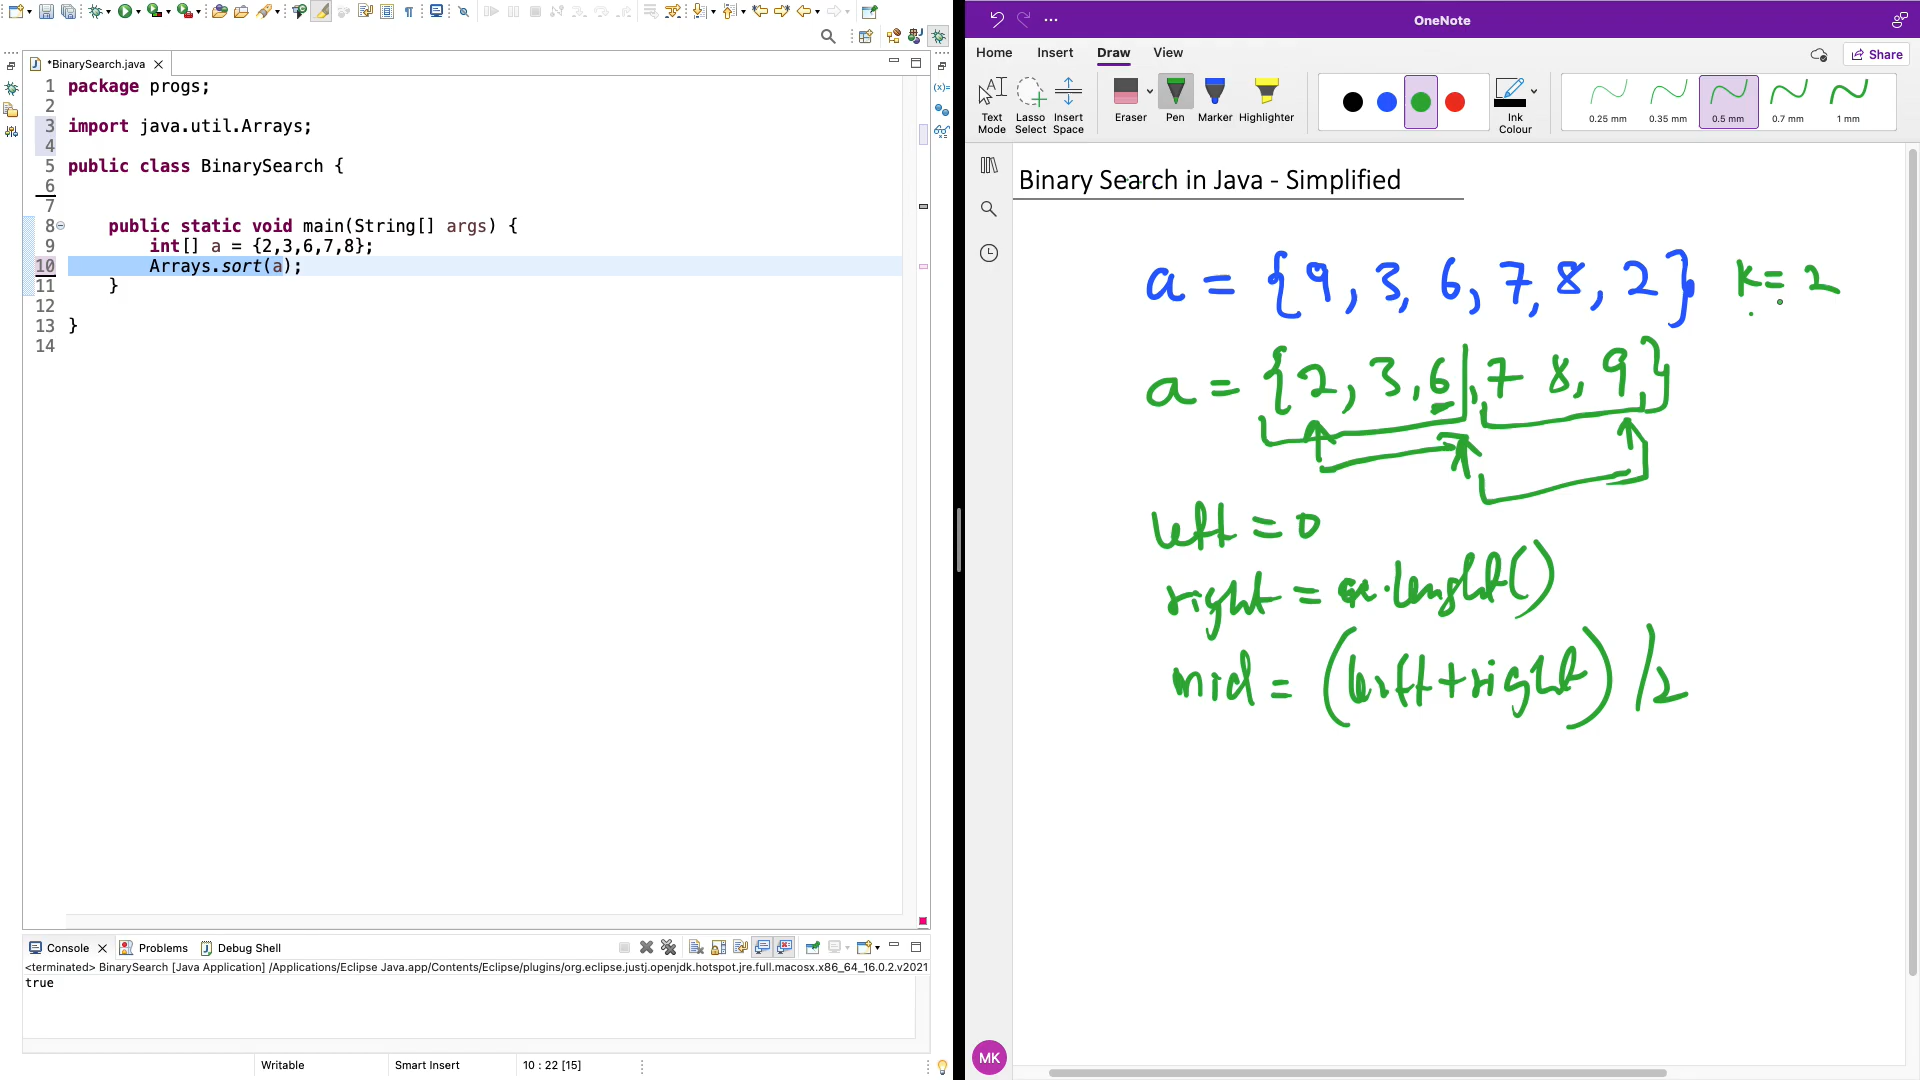 *BinarySearch.java
1 package progs;
2
3 import java.util.Arrays;
4
5 public class BinarySearch {
6
7
8 public static void main(String[] args) {
9 int[] a = {2,3,6,7,8};
10 Arrays.sort(a);
11 }
12
13 }
14
Console
Problems
Debug Shell
<terminated> BinarySearch [Java Application] /Applications/Eclipse Java.app/Contents/Eclipse/plugins/org.eclipse.justj.openjdk.hotspot.jre.full.macosx.x86_64_16.0.2.v2021
true
Writable
Smart Insert
10 : 22 [15]
OneNote
Home
Insert
Draw
View
Share
Text Mode
Lasso Select
Insert Space
Eraser
Pen
Marker
Highlighter
Ink Colour
0.25 mm
0.35 mm
0.5 mm
0.7 mm
1 mm
Binary Search in Java - Simplified
a = {9, 3, 6, 7, 8, 2} k = 2
a = {2, 3, 6, 7 8, 9,}
left = 0
right = a.lenght()
mid = (left+right) /2
MK